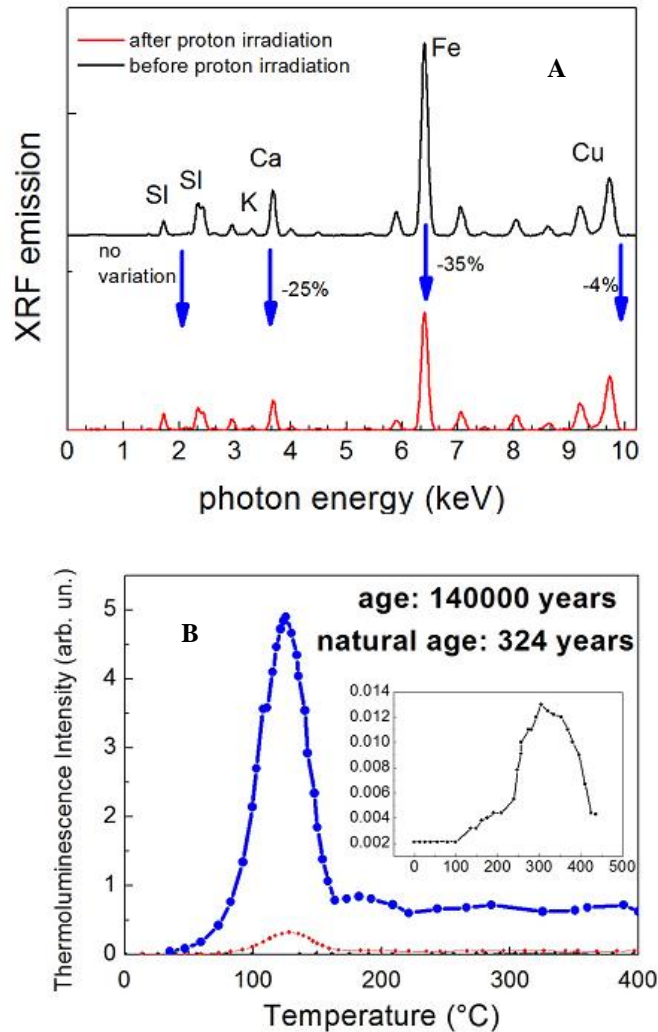 after proton irradiation
before proton irradiation
A
Fe
Ca
Cu
SI
SI
K
no
variation
-25%
-35%
-4%
XRF emission
0 1 2 3 4 5 6 7 8 9 10
photon energy (keV)
Thermoluminescence Intensity (arb. un.)
5
4
3
2
1
0
B
age: 140000 years
natural age: 324 years
0.014
0.012
0.010
0.008
0.006
0.004
0.002
0 100 200 300 400 500
0 100 200 300 400
Temperature (°C)